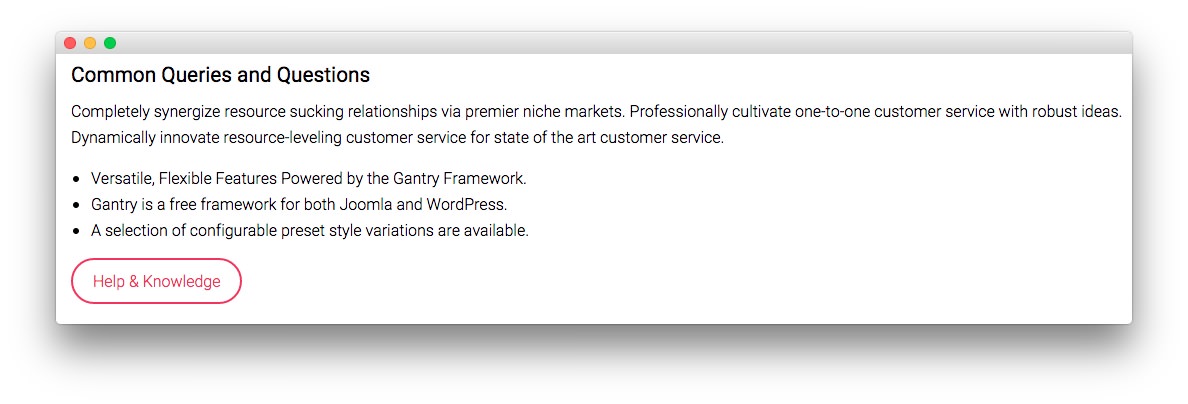 Common Queries and Questions
Completely synergize resource sucking relationships via premier niche markets. Professionally cultivate one-to-one customer service with robust ideas.
Dynamically innovate resource-leveling customer service for state of the art customer service.
• Versatile, Flexible Features Powered by the Gantry Framework.
• Gantry is a free framework for both Joomla and WordPress.
• A selection of configurable preset style variations are available.
Help & Knowledge